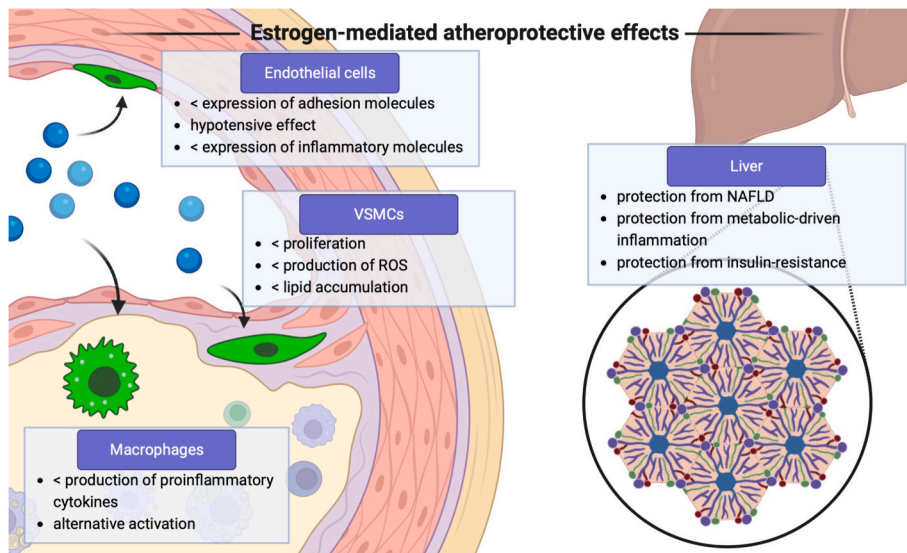 Estrogen-mediated atheroprotective effects
Endothelial cells
• < expression of adhesion molecules
• hypotensive effect
• < expression of inflammatory molecules
VSMCs
• < proliferation
• < production of ROS
• < lipid accumulation
Macrophages
• < production of proinflammatory
cytokines
• alternative activation
Liver
• protection from NAFLD
• protection from metabolic-driven
inflammation
• protection from insulin-resistance